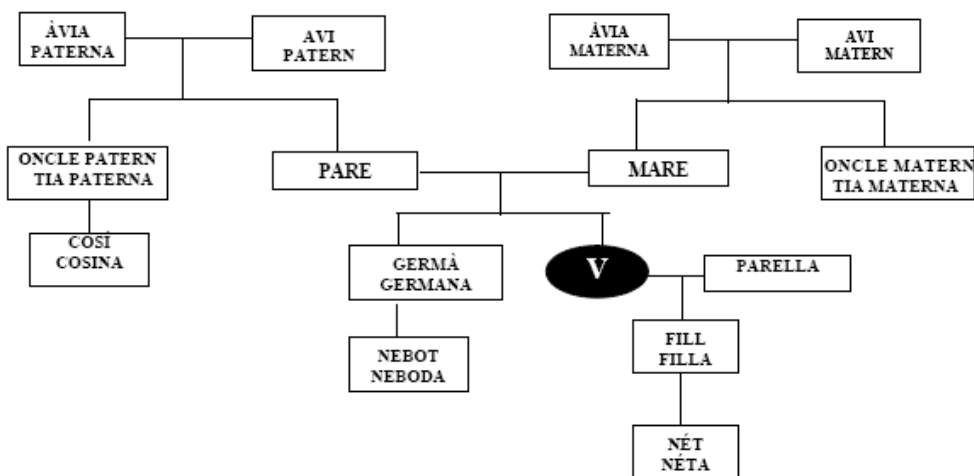 ÀVIA
PATERNA
AVI
PATERN
ÀVIA
MATERNA
AVI
MATERN
ONCLE PATERN
TIA PATERNA
PARE
MARE
ONCLE MATERN
TIA MATERNA
COSÍ
COSINA
GERMÀ
GERMANA
V
PARELLA
NEBOT
NEBODA
FILL
FILLA
NÉT
NÉTA